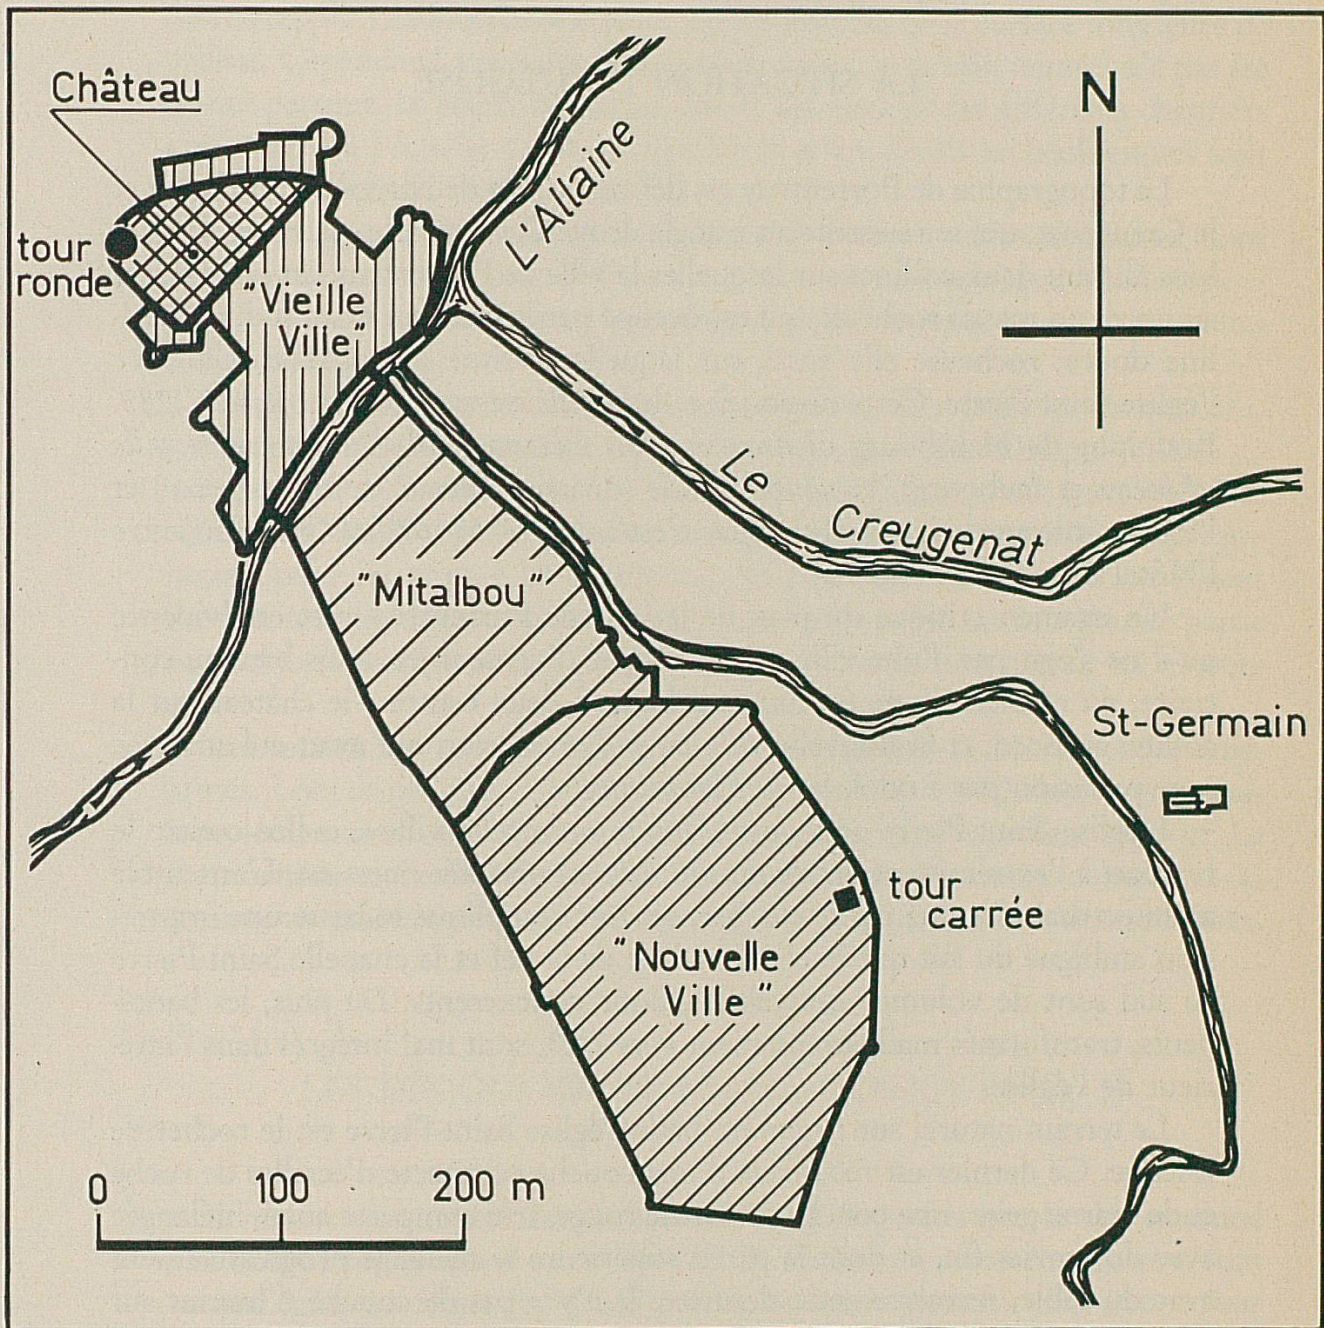 Château
N
L'Allaine
tour
ronde
"Vieille
Ville"
Le
Creugenat
"Mitalbou"
St-Germain
tour
carrée
"Nouvelle
Ville"
0 100 200 m